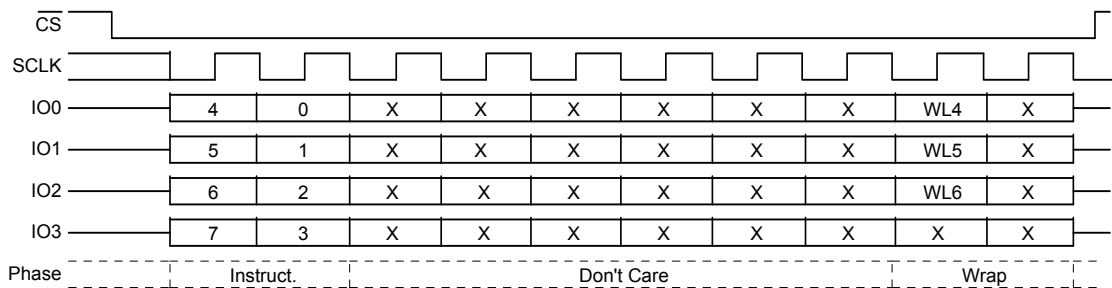 CS
SCLK
IO0 4 0 X X X X X X WL4 X
IO1 5 1 X X X X X X WL5 X
IO2 6 2 X X X X X X WL6 X
IO3 7 3 X X X X X X X X
Phase Instruct. Don't Care Wrap